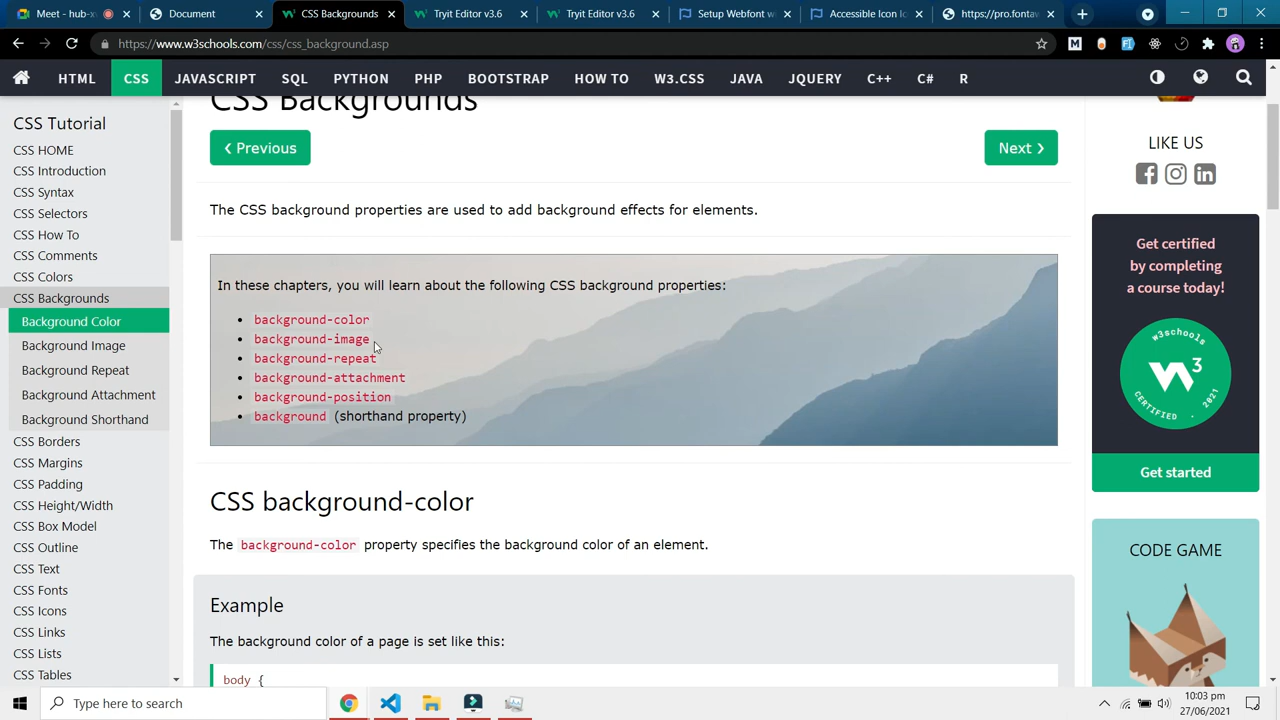 Meet - hub-x
Document
CSS Backgrounds
Tryit Editor v3.6
Tryit Editor v3.6
Setup Webfont w
Accessible Icon Ic
https://pro.fontaw
https://www.w3schools.com/css/css_background.asp
HTML CSS JAVASCRIPT SQL PYTHON PHP BOOTSTRAP HOW TO W3.CSS JAVA JQUERY C++ C# R
CSS Tutorial
CSS HOME
CSS Introduction
CSS Syntax
CSS Selectors
CSS How To
CSS Comments
CSS Colors
CSS Backgrounds
Background Color
Background Image
Background Repeat
Background Attachment
Background Shorthand
CSS Borders
CSS Margins
CSS Padding
CSS Height/Width
CSS Box Model
CSS Outline
CSS Text
CSS Fonts
CSS Icons
CSS Links
CSS Lists
CSS Tables
CSS Backgrounds
❮ Previous
Next ❯
The CSS background properties are used to add background effects for elements.
In these chapters, you will learn about the following CSS background properties:
• background-color
• background-image
• background-repeat
• background-attachment
• background-position
• background (shorthand property)
CSS background-color
The background-color property specifies the background color of an element.
Example
The background color of a page is set like this:
body {
LIKE US
Get certified
by completing
a course today!
w3schools
CERTIFIED . 2021
Get started
CODE GAME
Type here to search
10:03 pm
27/06/2021